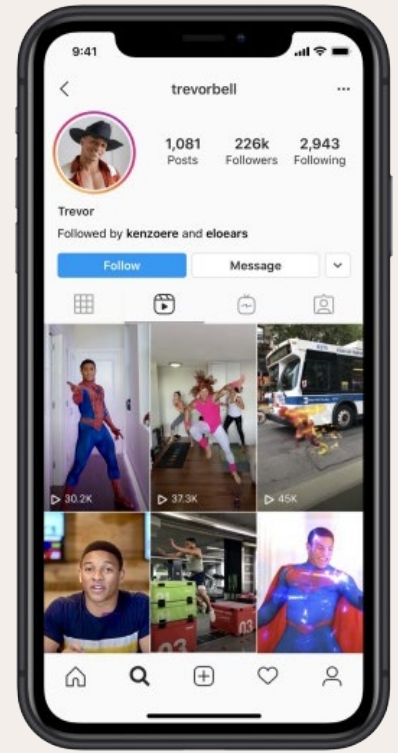 9:41
trevorbell
1,081 226k 2,943
Posts Followers Following
Trevor
Followed by kenzoere and eloears
Follow Message
30.2K 37.3K 45K
03